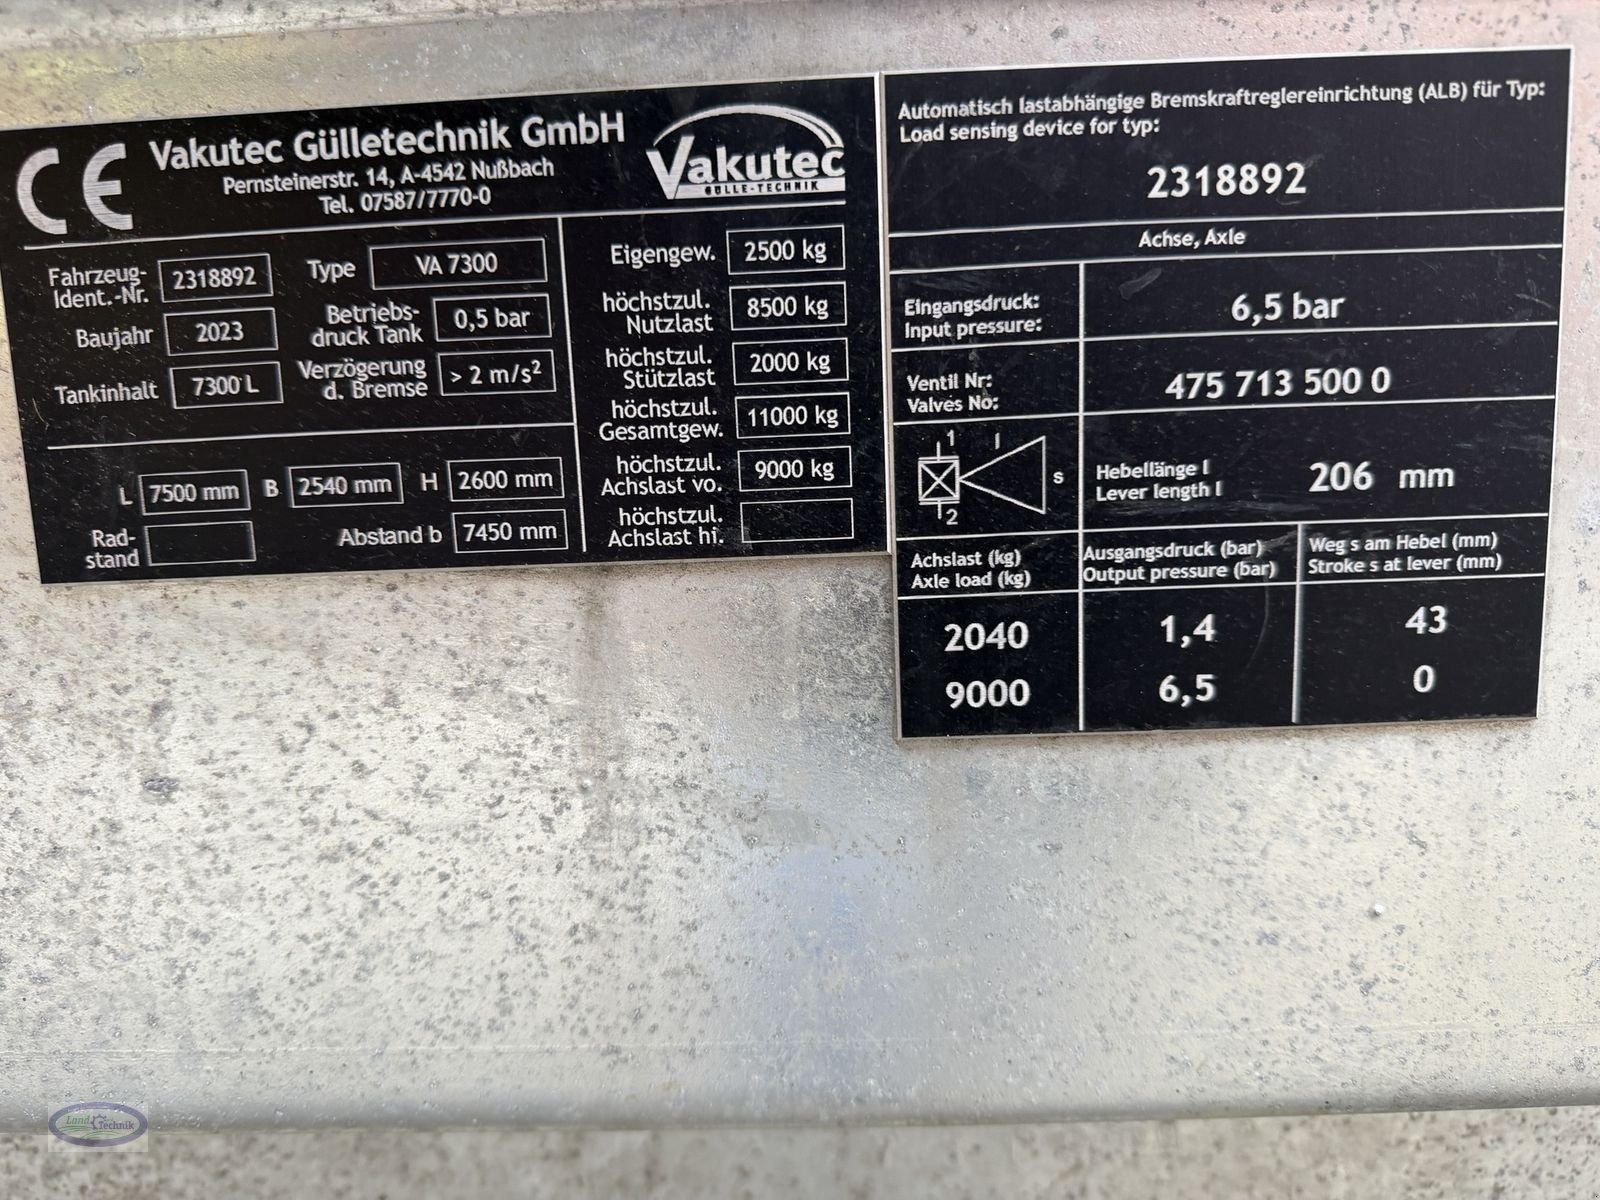 CE
Vakutec Gülletechnik GmbH
Pernsteinerstr. 14, A-4542 Nußbach
Tel. 07587/7770-0
Vakutec
GÜLLE-TECHNIK
Fahrzeug-
Ident.-Nr. 2318892
Type VA 7300
Baujahr 2023
Betriebs-
druck Tank 0,5 bar
Tankinhalt 7300 L
Verzögerung
d. Bremse > 2 m/s²
L 7500 mm B 2540 mm H 2600 mm
Rad-
stand
Abstand b 7450 mm
Eigengew. 2500 kg
höchstzul.
Nutzlast 8500 kg
höchstzul.
Stützlast 2000 kg
höchstzul.
Gesamtgew. 11000 kg
höchstzul.
Achslast vo. 9000 kg
höchstzul.
Achslast hi.
Automatisch lastabhängige Bremskraftreglereinrichtung (ALB) für Typ:
Load sensing device for typ:
2318892
Achse, Axle
Eingangsdruck:
Input pressure:
6,5 bar
Ventil Nr:
Valves No:
475 713 500 0
1 l
s
2
Hebellänge l
Lever length l
206 mm
Achslast (kg)
Axle load (kg)
Ausgangsdruck (bar)
Output pressure (bar)
Weg s am Hebel (mm)
Stroke s at lever (mm)
2040 1,4 43
9000 6,5 0
Land Technik